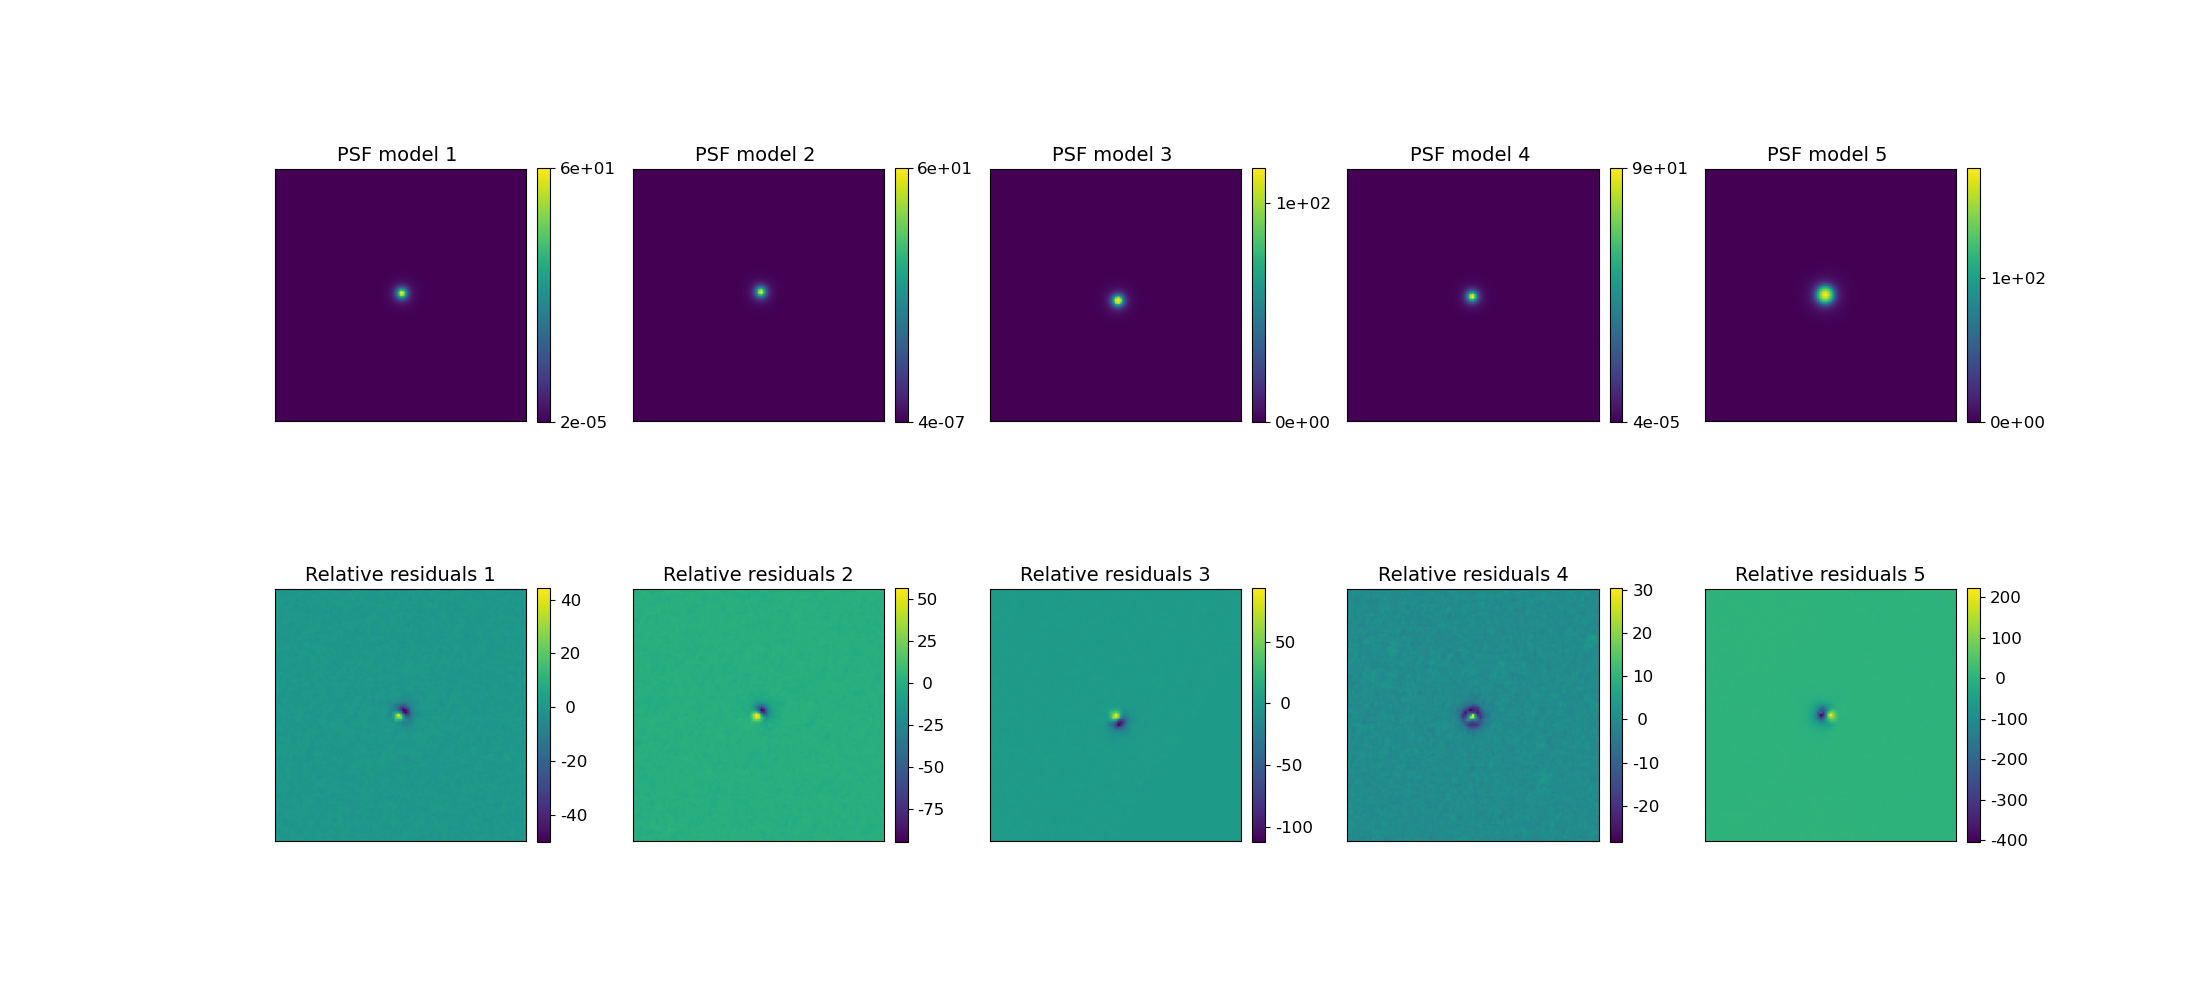 PSF model 1
PSF model 2
PSF model 3
PSF model 4
PSF model 5
6e+01
2e-05
6e+01
4e-07
1e+02
0e+00
9e+01
4e-05
1e+02
0e+00
Relative residuals 1
Relative residuals 2
Relative residuals 3
Relative residuals 4
Relative residuals 5
40
20
0
-20
-40
50
25
0
-25
-50
-75
50
0
-50
-100
30
20
10
0
-10
-20
200
100
0
-100
-200
-300
-400